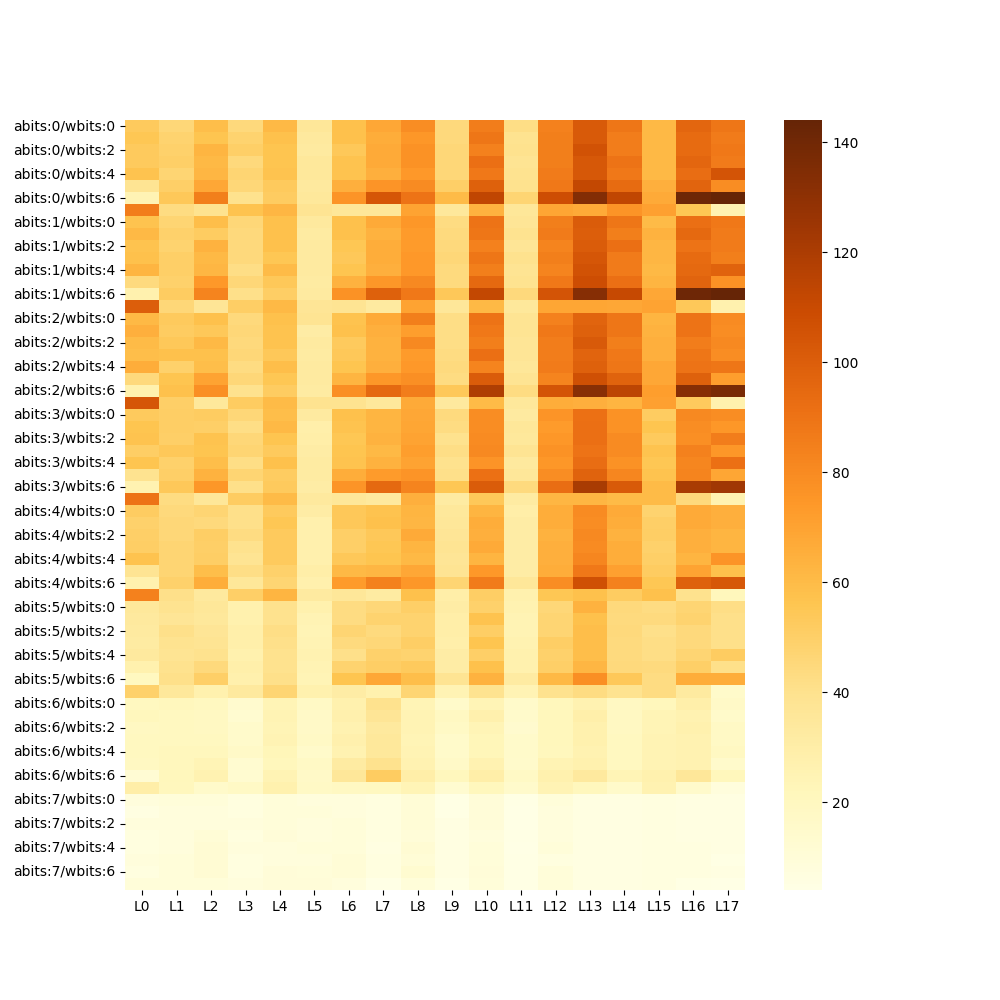 abits:0/wbits:0
abits:0/wbits:2
abits:0/wbits:4
abits:0/wbits:6
abits:1/wbits:0
abits:1/wbits:2
abits:1/wbits:4
abits:1/wbits:6
abits:2/wbits:0
abits:2/wbits:2
abits:2/wbits:4
abits:2/wbits:6
abits:3/wbits:0
abits:3/wbits:2
abits:3/wbits:4
abits:3/wbits:6
abits:4/wbits:0
abits:4/wbits:2
abits:4/wbits:4
abits:4/wbits:6
abits:5/wbits:0
abits:5/wbits:2
abits:5/wbits:4
abits:5/wbits:6
abits:6/wbits:0
abits:6/wbits:2
abits:6/wbits:4
abits:6/wbits:6
abits:7/wbits:0
abits:7/wbits:2
abits:7/wbits:4
abits:7/wbits:6
L0 L1 L2 L3 L4 L5 L6 L7 L8 L9 L10 L11 L12 L13 L14 L15 L16 L17
140
120
100
80
60
40
20